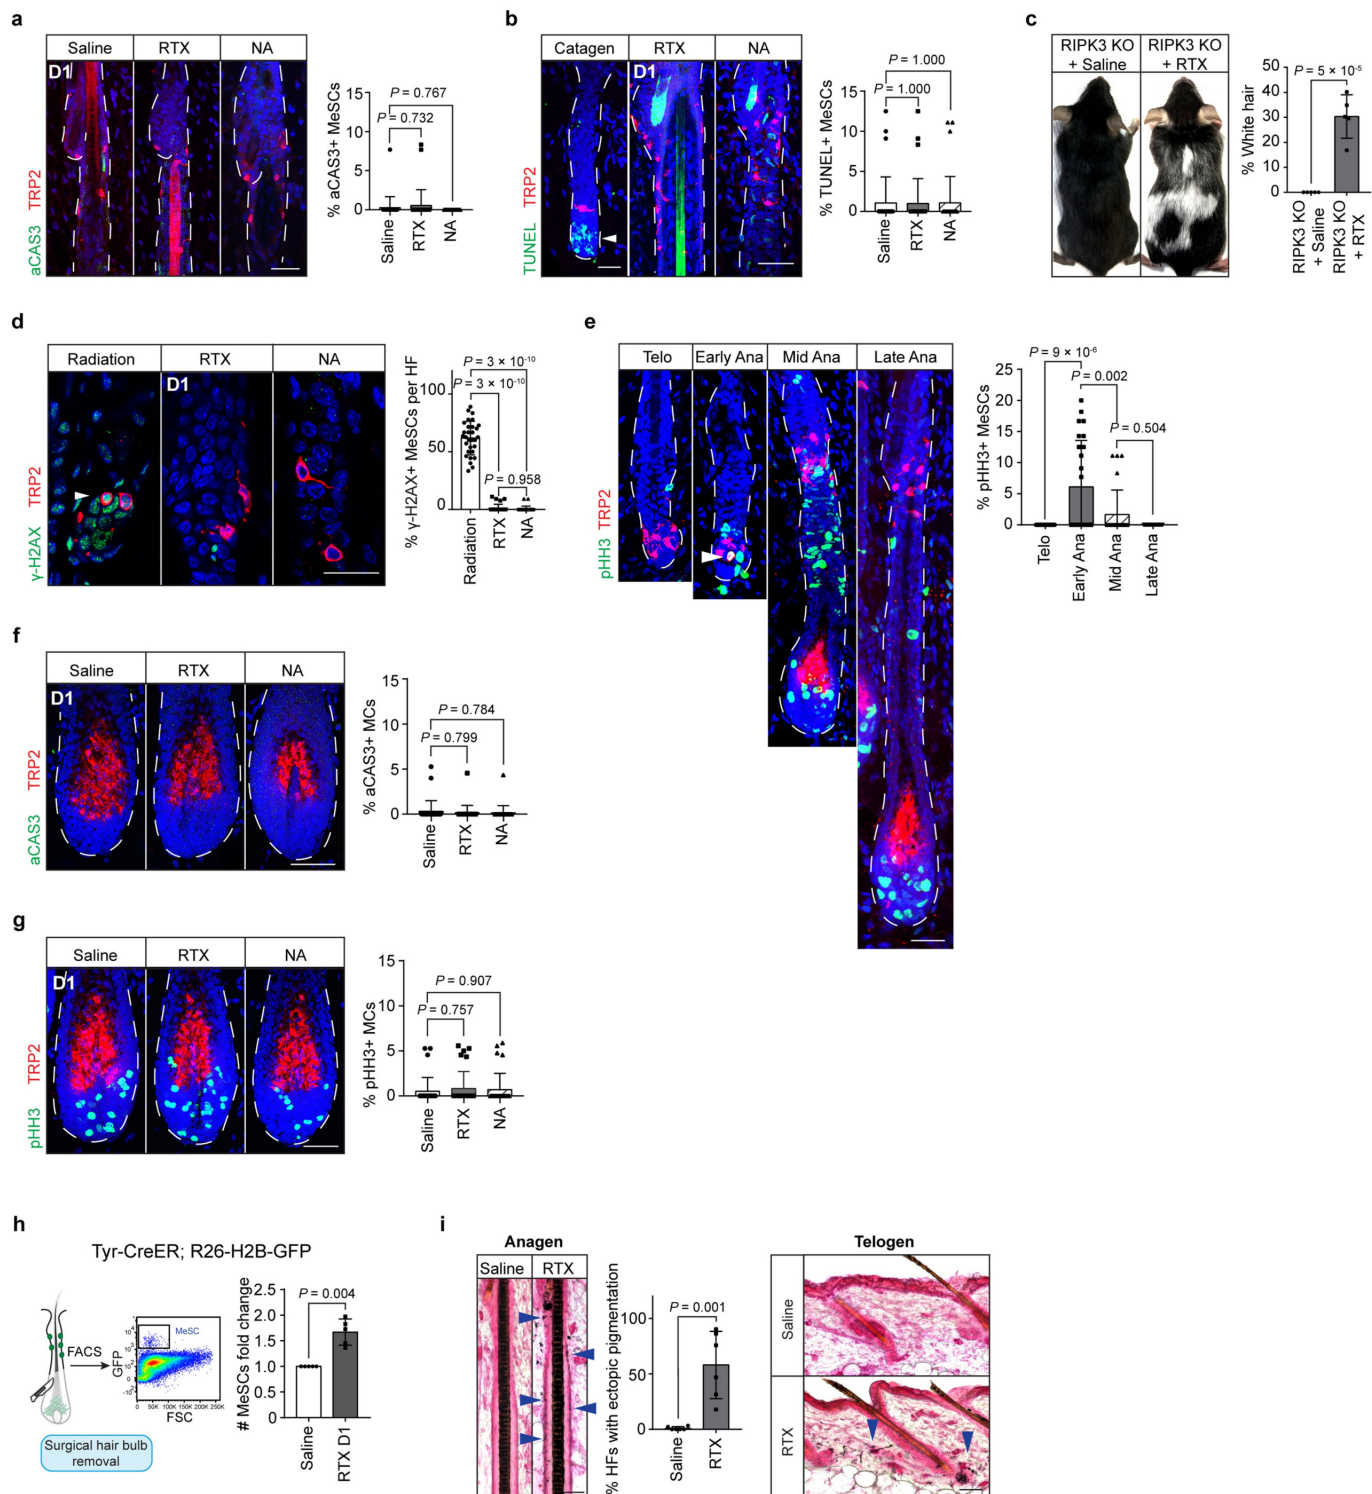 a
Saline RTX NA
D1
aCAS3 TRP2
% aCAS3+ MeSCs
15
10
5
0
P = 0.767
P = 0.732
Saline
RTX
NA
b
Catagen RTX NA
D1
TUNEL TRP2
% TUNEL+ MeSCs
15
10
5
0
P = 1.000
P = 1.000
Saline
RTX
NA
c
RIPK3 KO RIPK3 KO
+ Saline + RTX
% White hair
50
40
30
20
10
0
P = 5 × 10-5
RIPK3 KO
+ Saline
RIPK3 KO
+ RTX
d
Radiation RTX NA
D1
γ-H2AX TRP2
% γ-H2AX+ MeSCs per HF
100
50
0
P = 3 × 10-10
P = 3 × 10-10
P = 0.958
Radiation
RTX
NA
e
Telo Early Ana Mid Ana Late Ana
pHH3 TRP2
% pHH3+ MeSCs
25
20
15
10
5
0
P = 9 × 10-6
P = 0.002
P = 0.504
Telo
Early Ana
Mid Ana
Late Ana
f
Saline RTX NA
D1
aCAS3 TRP2
% aCAS3+ MCs
15
10
5
0
P = 0.784
P = 0.799
Saline
RTX
NA
g
Saline RTX NA
D1
pHH3 TRP2
% pHH3+ MCs
15
10
5
0
P = 0.907
P = 0.757
Saline
RTX
NA
h
Tyr-CreER; R26-H2B-GFP
FACS
GFP
MeSC
0 50K 100K 150K 200K 250K
FSC
Surgical hair bulb
removal
# MeSCs fold change
2.5
2.0
1.5
1.0
0.5
0
P = 0.004
Saline
RTX D1
i
Anagen
Saline RTX
% HFs with ectopic pigmentation
100
50
0
P = 0.001
Saline
RTX
Telogen
Saline
RTX